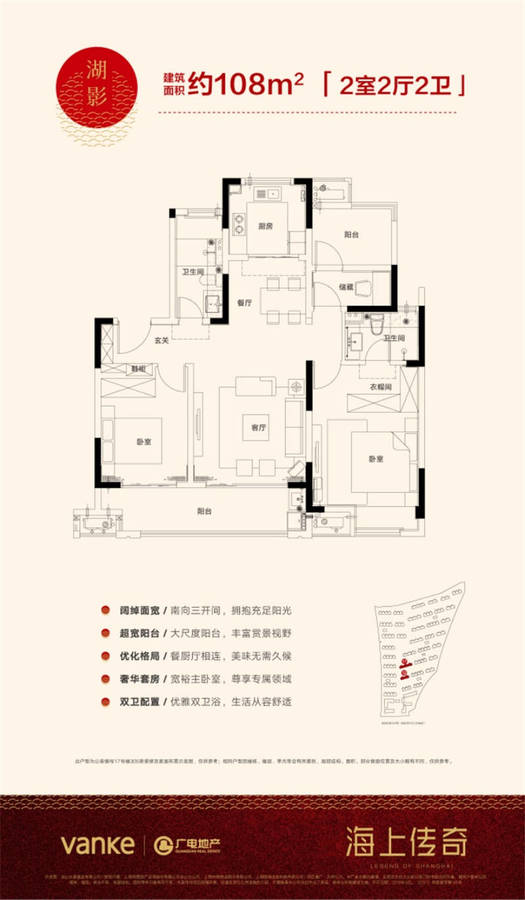 湖影
建筑面积 约108m² 「2室2厅2卫」
厨房
阳台
卫生间
储藏
餐厅
玄关
卫生间
鞋柜
衣帽间
卧室
客厅
卧室
阳台
阔绰面宽 / 南向三开间，拥抱充足阳光
超宽阳台 / 大尺度阳台，丰富赏景视野
优化格局 / 餐厨厅相连，美味无需久候
奢华套房 / 宽裕主卧室，尊享专属领域
双卫配置 / 优雅双卫浴，生活从容舒适
vanke 广电地产
GUANGDIAN REAL ESTATE
海上传奇
LEGEND OF SHANGHAI